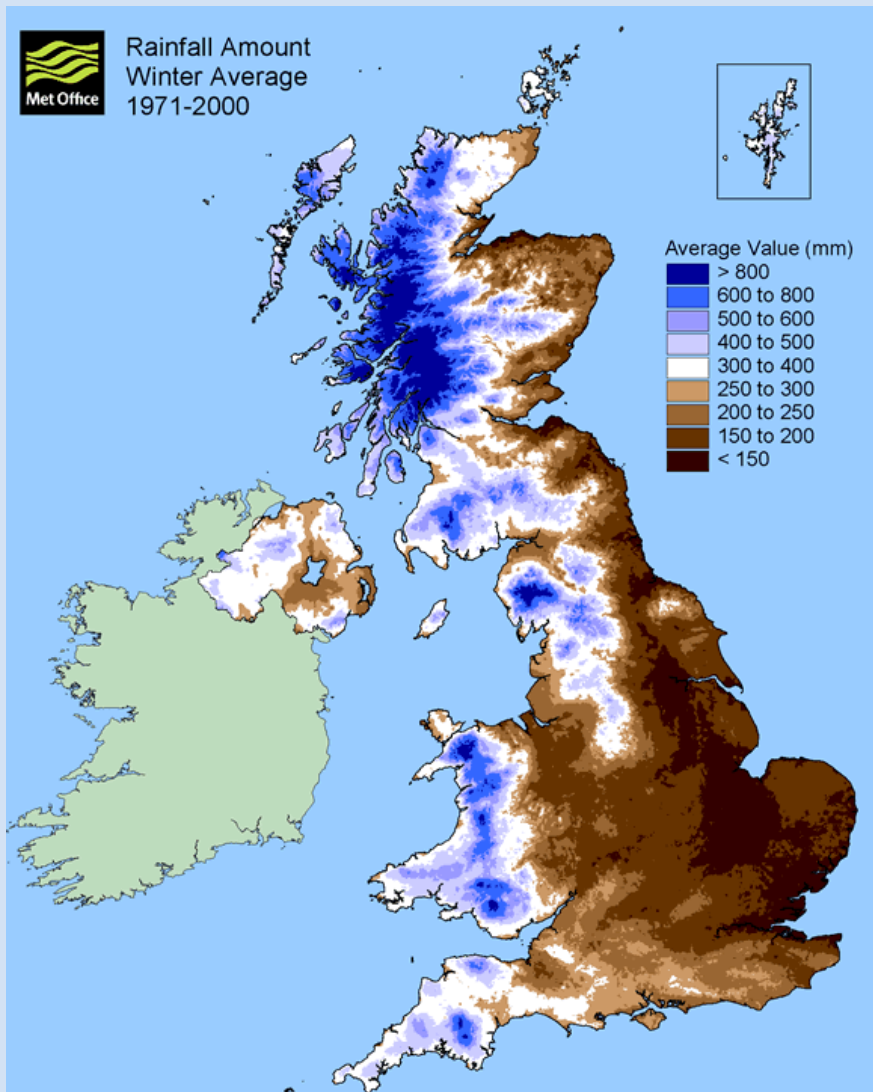 Met Office
Rainfall Amount
Winter Average
1971-2000
Average Value (mm)
> 800
600 to 800
500 to 600
400 to 500
300 to 400
250 to 300
200 to 250
150 to 200
< 150